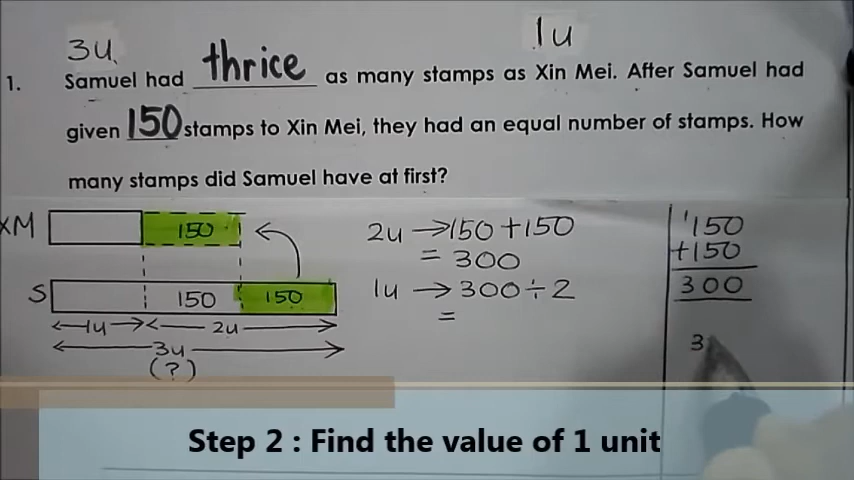 3u 1u
1. Samuel had thrice as many stamps as Xin Mei. After Samuel had
given 150 stamps to Xin Mei, they had an equal number of stamps. How
many stamps did Samuel have at first?
XM 150
S 150 150
1u 2u
3u
(?)
2u → 150 + 150
= 300
1u → 300 ÷ 2
=
1
150
+150
300
3
Step 2 : Find the value of 1 unit